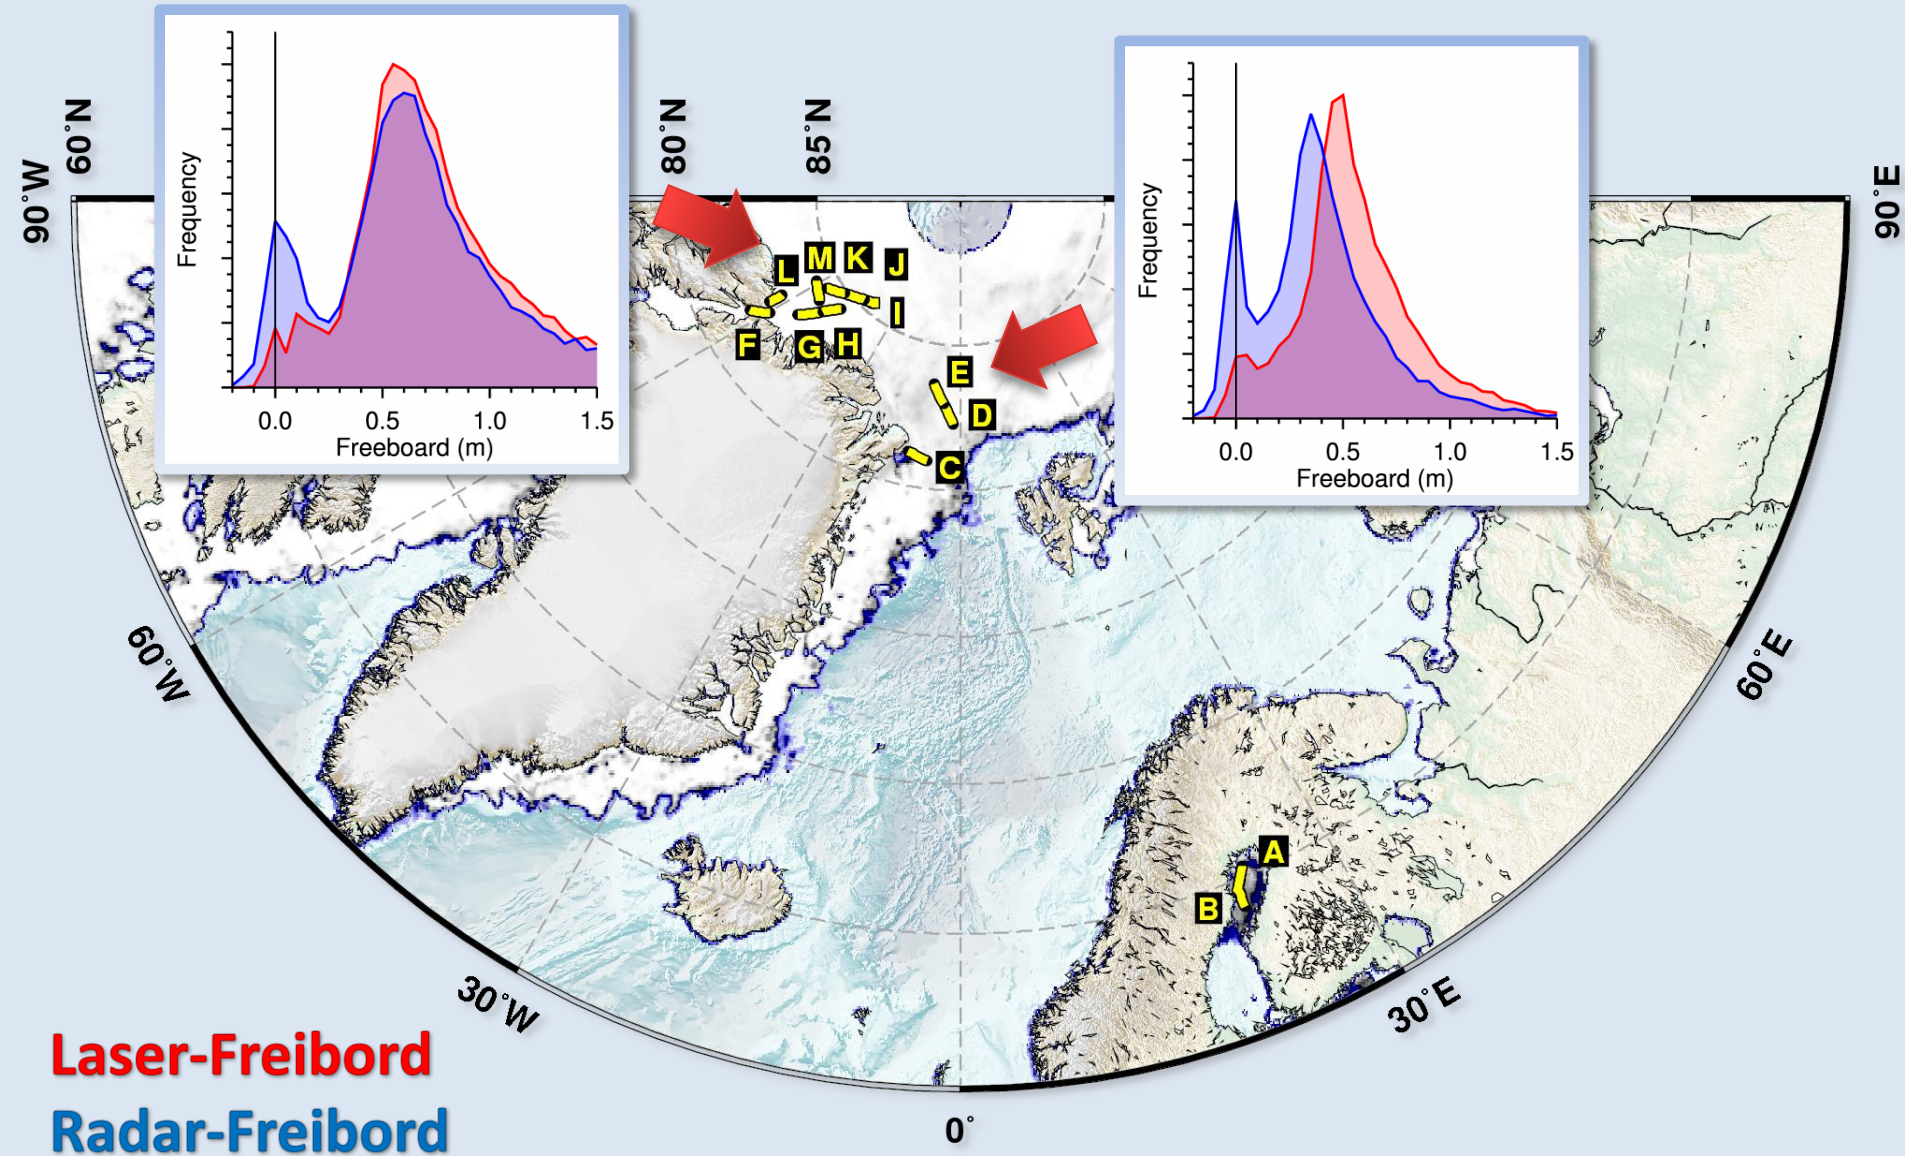 90°W
60°N
80°N
85°N
90°E
60°W
30°W
0°
30°E
60°E
Frequency
0.0 0.5 1.0 1.5
Freeboard (m)
Frequency
0.0 0.5 1.0 1.5
Freeboard (m)
L M K J
I
F G H
E
D
C
A
B
Laser-Freibord
Radar-Freibord